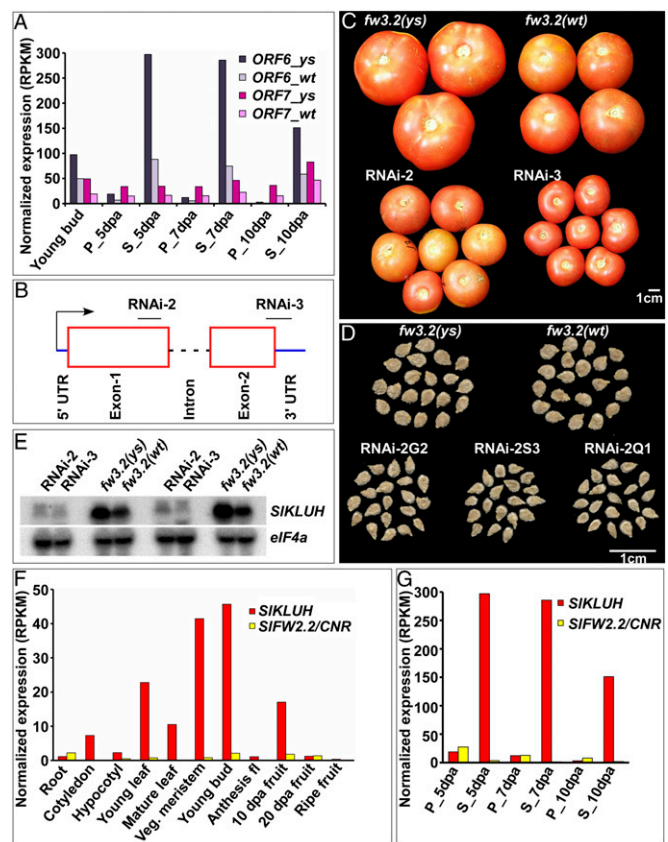 A
Normalized expression (RPKM)
350
300
250
200
150
100
50
0
ORF6_ys
ORF6_wt
ORF7_ys
ORF7_wt
Young bud
P_5dpa
S_5dpa
P_7dpa
S_7dpa
P_10dpa
S_10dpa
B
RNAi-2
RNAi-3
5' UTR
Exon-1
Intron
Exon-2
3' UTR
C
fw3.2(ys)
fw3.2(wt)
RNAi-2
RNAi-3
1cm
D
fw3.2(ys)
fw3.2(wt)
RNAi-2G2
RNAi-2S3
RNAi-2Q1
1cm
E
RNAi-2
RNAi-3
fw3.2(ys)
fw3.2(wt)
RNAi-2
RNAi-3
fw3.2(ys)
fw3.2(wt)
SlKLUH
eIF4a
F
Normalized expression (RPKM)
50
40
30
20
10
0
SlKLUH
SlFW2.2/CNR
Root
Cotyledon
Hypocotyl
Young leaf
Mature leaf
Veg. meristem
Young bud
Anthesis fl
10 dpa fruit
20 dpa fruit
Ripe fruit
G
Normalized expression (RPKM)
300
250
200
150
100
50
0
SlKLUH
SlFW2.2/CNR
P_5dpa
S_5dpa
P_7dpa
S_7dpa
P_10dpa
S_10dpa